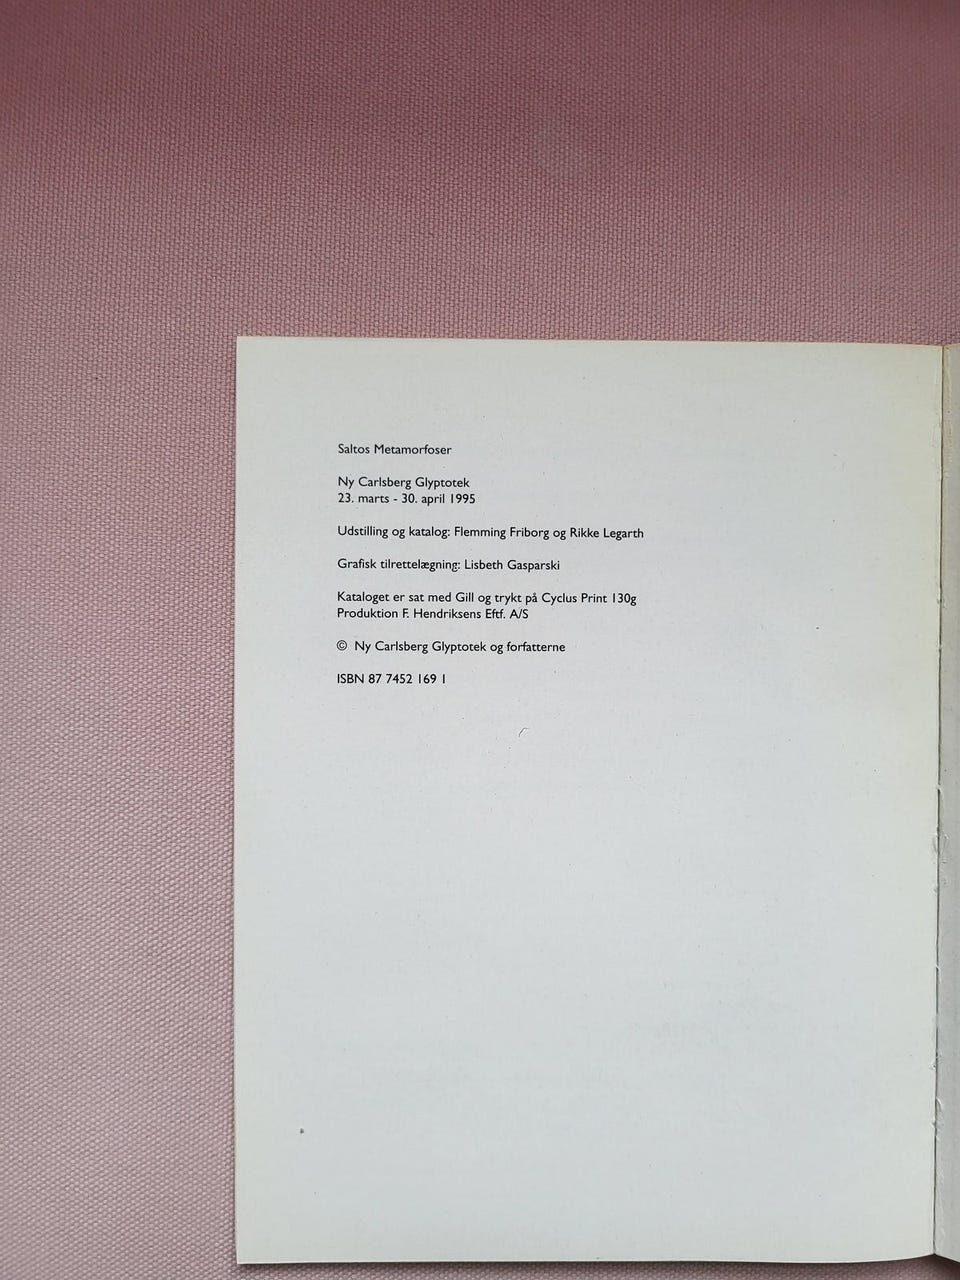 Saltos Metamorfoser
Ny Carlsberg Glyptotek
23. marts - 30. april 1995
Udstilling og katalog: Flemming Friborg og Rikke Legarth
Grafisk tilrettelægning: Lisbeth Gasparski
Kataloget er sat med Gill og trykt på Cyclus Print 130g
Produktion F. Hendriksens Eftf. A/S
© Ny Carlsberg Glyptotek og forfatterne
ISBN 87 7452 169 1